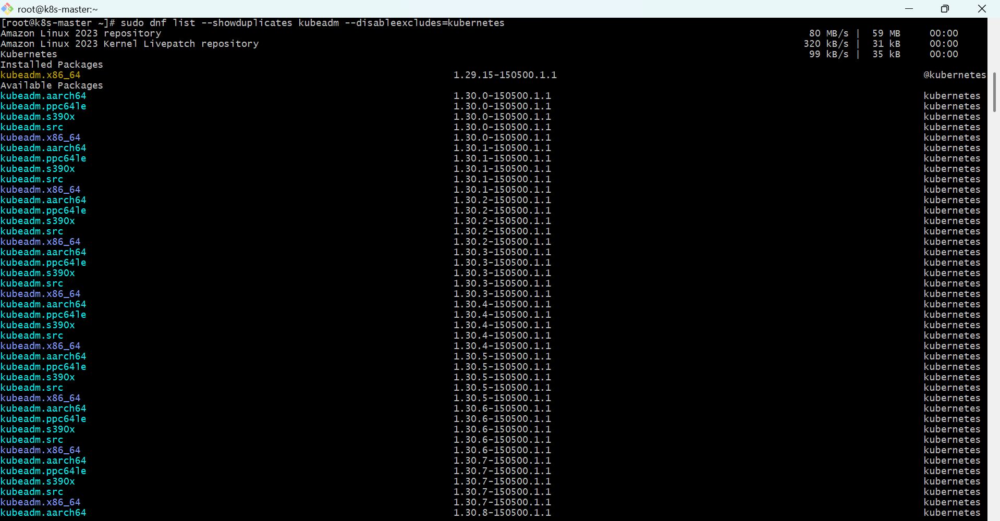 root@k8s-master:~
[root@k8s-master ~]# sudo dnf list --showduplicates kubeadm --disableexcludes=kubernetes
Amazon Linux 2023 repository 80 MB/s | 59 MB 00:00
Amazon Linux 2023 Kernel Livepatch repository 320 kB/s | 31 kB 00:00
Kubernetes 99 kB/s | 35 kB 00:00
Installed Packages
kubeadm.x86_64 1.29.15-150500.1.1 @kubernetes
Available Packages
kubeadm.aarch64 1.30.0-150500.1.1 kubernetes
kubeadm.ppc64le 1.30.0-150500.1.1 kubernetes
kubeadm.s390x 1.30.0-150500.1.1 kubernetes
kubeadm.src 1.30.0-150500.1.1 kubernetes
kubeadm.x86_64 1.30.0-150500.1.1 kubernetes
kubeadm.aarch64 1.30.1-150500.1.1 kubernetes
kubeadm.ppc64le 1.30.1-150500.1.1 kubernetes
kubeadm.s390x 1.30.1-150500.1.1 kubernetes
kubeadm.src 1.30.1-150500.1.1 kubernetes
kubeadm.x86_64 1.30.1-150500.1.1 kubernetes
kubeadm.aarch64 1.30.2-150500.1.1 kubernetes
kubeadm.ppc64le 1.30.2-150500.1.1 kubernetes
kubeadm.s390x 1.30.2-150500.1.1 kubernetes
kubeadm.src 1.30.2-150500.1.1 kubernetes
kubeadm.x86_64 1.30.2-150500.1.1 kubernetes
kubeadm.aarch64 1.30.3-150500.1.1 kubernetes
kubeadm.ppc64le 1.30.3-150500.1.1 kubernetes
kubeadm.s390x 1.30.3-150500.1.1 kubernetes
kubeadm.src 1.30.3-150500.1.1 kubernetes
kubeadm.x86_64 1.30.3-150500.1.1 kubernetes
kubeadm.aarch64 1.30.4-150500.1.1 kubernetes
kubeadm.ppc64le 1.30.4-150500.1.1 kubernetes
kubeadm.s390x 1.30.4-150500.1.1 kubernetes
kubeadm.src 1.30.4-150500.1.1 kubernetes
kubeadm.x86_64 1.30.4-150500.1.1 kubernetes
kubeadm.aarch64 1.30.5-150500.1.1 kubernetes
kubeadm.ppc64le 1.30.5-150500.1.1 kubernetes
kubeadm.s390x 1.30.5-150500.1.1 kubernetes
kubeadm.src 1.30.5-150500.1.1 kubernetes
kubeadm.x86_64 1.30.5-150500.1.1 kubernetes
kubeadm.aarch64 1.30.6-150500.1.1 kubernetes
kubeadm.ppc64le 1.30.6-150500.1.1 kubernetes
kubeadm.s390x 1.30.6-150500.1.1 kubernetes
kubeadm.src 1.30.6-150500.1.1 kubernetes
kubeadm.x86_64 1.30.6-150500.1.1 kubernetes
kubeadm.aarch64 1.30.7-150500.1.1 kubernetes
kubeadm.ppc64le 1.30.7-150500.1.1 kubernetes
kubeadm.s390x 1.30.7-150500.1.1 kubernetes
kubeadm.src 1.30.7-150500.1.1 kubernetes
kubeadm.x86_64 1.30.7-150500.1.1 kubernetes
kubeadm.aarch64 1.30.8-150500.1.1 kubernetes